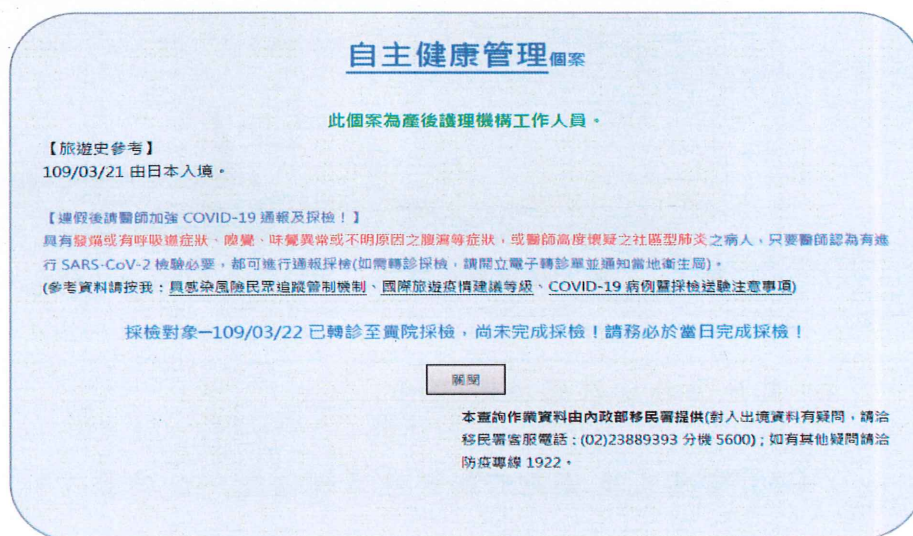 自主健康管理個案
此個案為產後護理機構工作人員。
【旅遊史參考】
109/03/21 由日本入境。
【連假後請醫師加強 COVID-19 通報及採檢！】
具有發燒或有呼吸道症狀、嗅覺、味覺異常或不明原因之腹瀉等症狀，或醫師高度懷疑之社區型肺炎之病人，只要醫師認為有進
行 SARS-CoV-2 檢驗必要，都可進行通報採檢(如需轉診採檢，請開立電子轉診單並通知當地衛生局)。
(參考資料請按我：具感染風險民眾追蹤管制機制、國際旅遊疫情建議等級、COVID-19 病例暨採檢送驗注意事項)
採檢對象—109/03/22 已轉診至貴院採檢，尚未完成採檢！請務必於當日完成採檢！
關閉
本查詢作業資料由內政部移民署提供(對入出境資料有疑問，請洽
移民署客服電話：(02)23889393 分機 5600)；如有其他疑問請洽
防疫專線 1922。